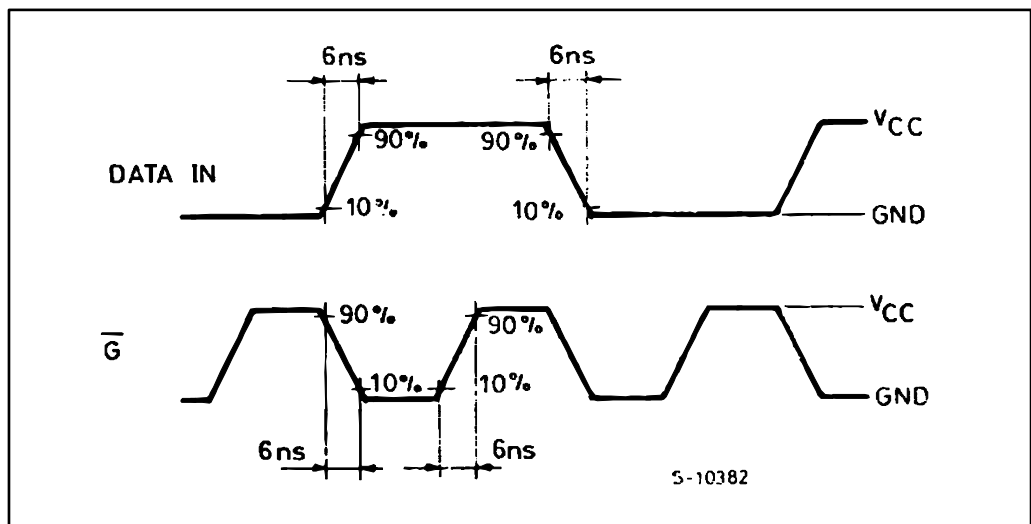 6ns 6ns
90% 90% VCC
DATA IN
10% 10% GND
90% 90% VCC
G
10% 10% GND
6ns 6ns
S-10382